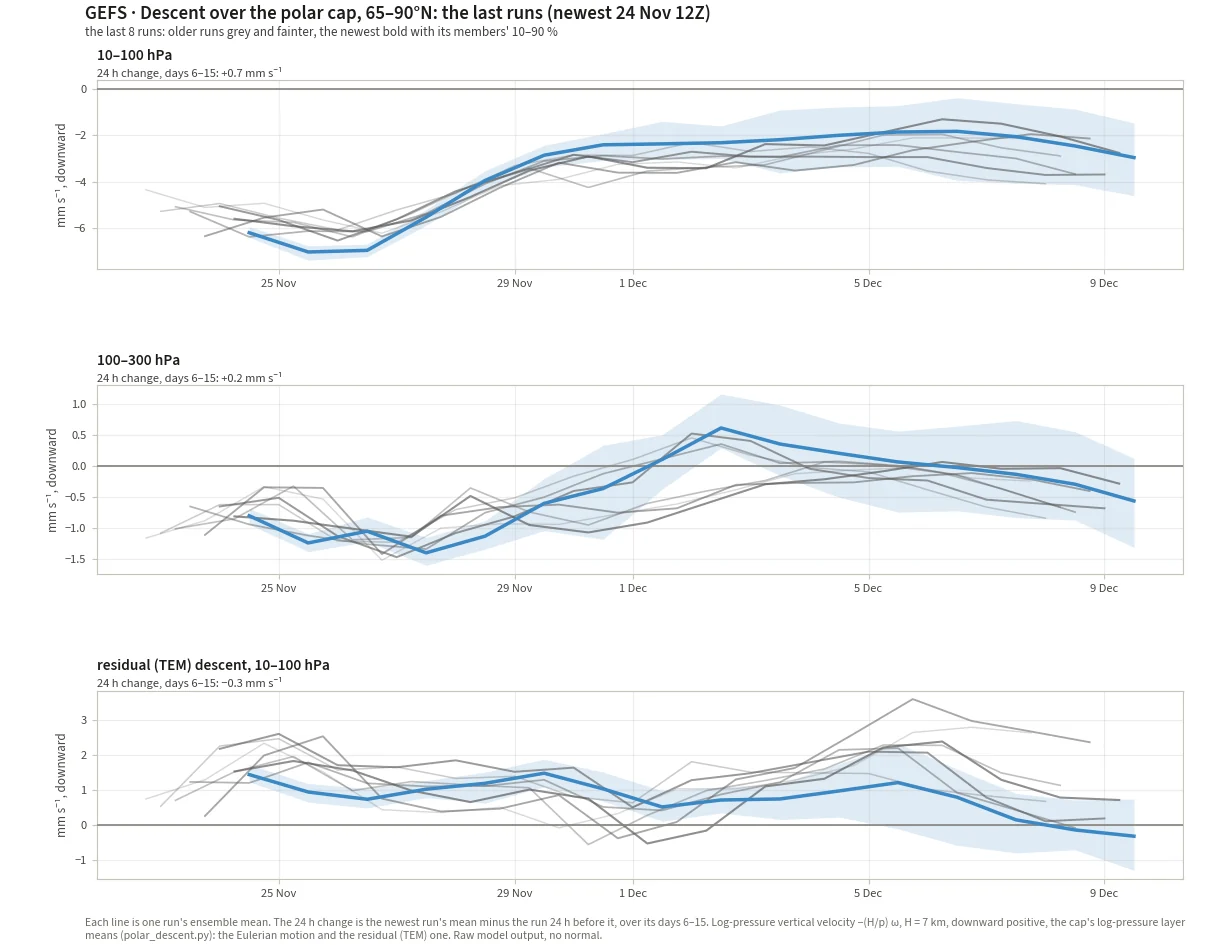 GEFS · Descent over the polar cap, 65–90°N: the last runs (newest 24 Nov 12Z)
the last 8 runs: older runs grey and fainter, the newest bold with its members' 10–90 %
10–100 hPa
24 h change, days 6–15: +0.7 mm s⁻¹
mm s⁻¹, downward
0
−2
−4
−6
25 Nov
29 Nov
1 Dec
5 Dec
9 Dec
100–300 hPa
24 h change, days 6–15: +0.2 mm s⁻¹
mm s⁻¹, downward
1.0
0.5
0.0
−0.5
−1.0
−1.5
25 Nov
29 Nov
1 Dec
5 Dec
9 Dec
residual (TEM) descent, 10–100 hPa
24 h change, days 6–15: −0.3 mm s⁻¹
mm s⁻¹, downward
3
2
1
0
−1
25 Nov
29 Nov
1 Dec
5 Dec
9 Dec
Each line is one run's ensemble mean. The 24 h change is the newest run's mean minus the run 24 h before it, over its days 6–15. Log-pressure vertical velocity −(H/p) ω, H = 7 km, downward positive, the cap's log-pressure layer
means (polar_descent.py): the Eulerian motion and the residual (TEM) one. Raw model output, no normal.